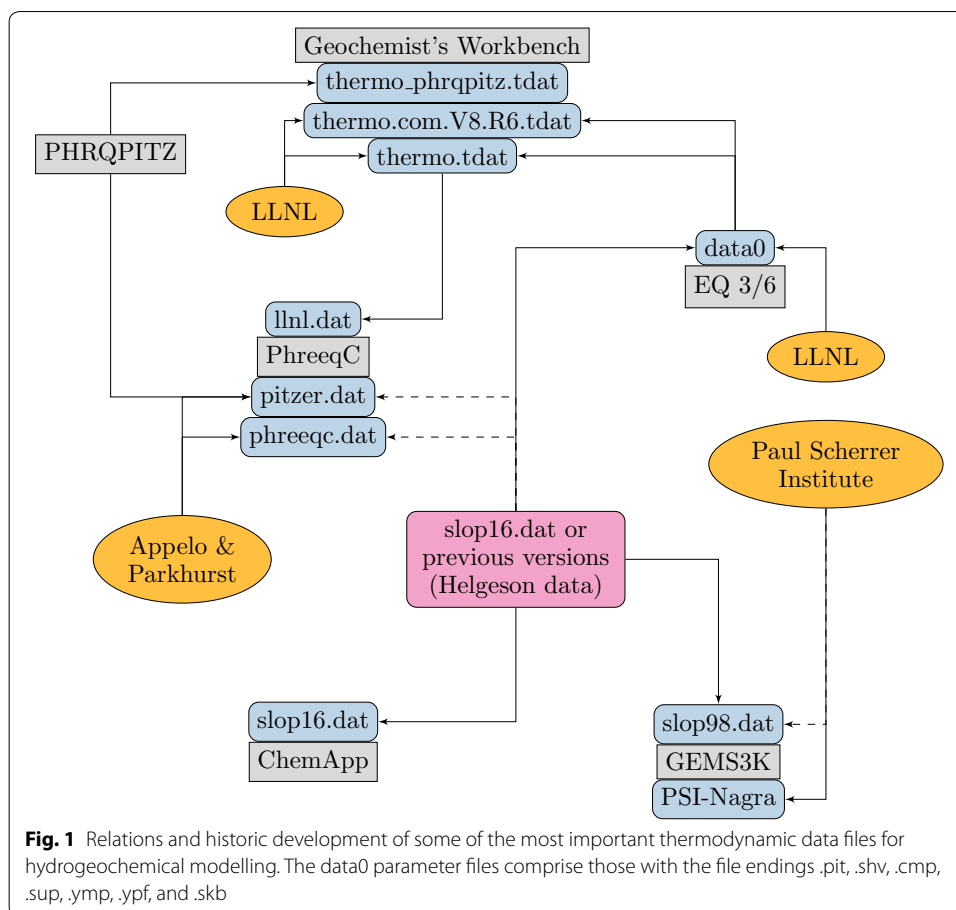 Geochemist's Workbench
thermo_phrqpitz.tdat
thermo.com.V8.R6.tdat
PHRQPITZ
thermo.tdat
LLNL
data0
EQ 3/6
llnl.dat
PhreeqC
LLNL
pitzer.dat
phreeqc.dat
Paul Scherrer
Institute
Appelo &
Parkhurst
slop16.dat or
previous versions
(Helgeson data)
slop16.dat
ChemApp
slop98.dat
GEMS3K
PSI-Nagra
Fig. 1 Relations and historic development of some of the most important thermodynamic data files for
hydrogeochemical modelling. The data0 parameter files comprise those with the file endings .pit, .shv, .cmp,
.sup, .ymp, .ypf, and .skb